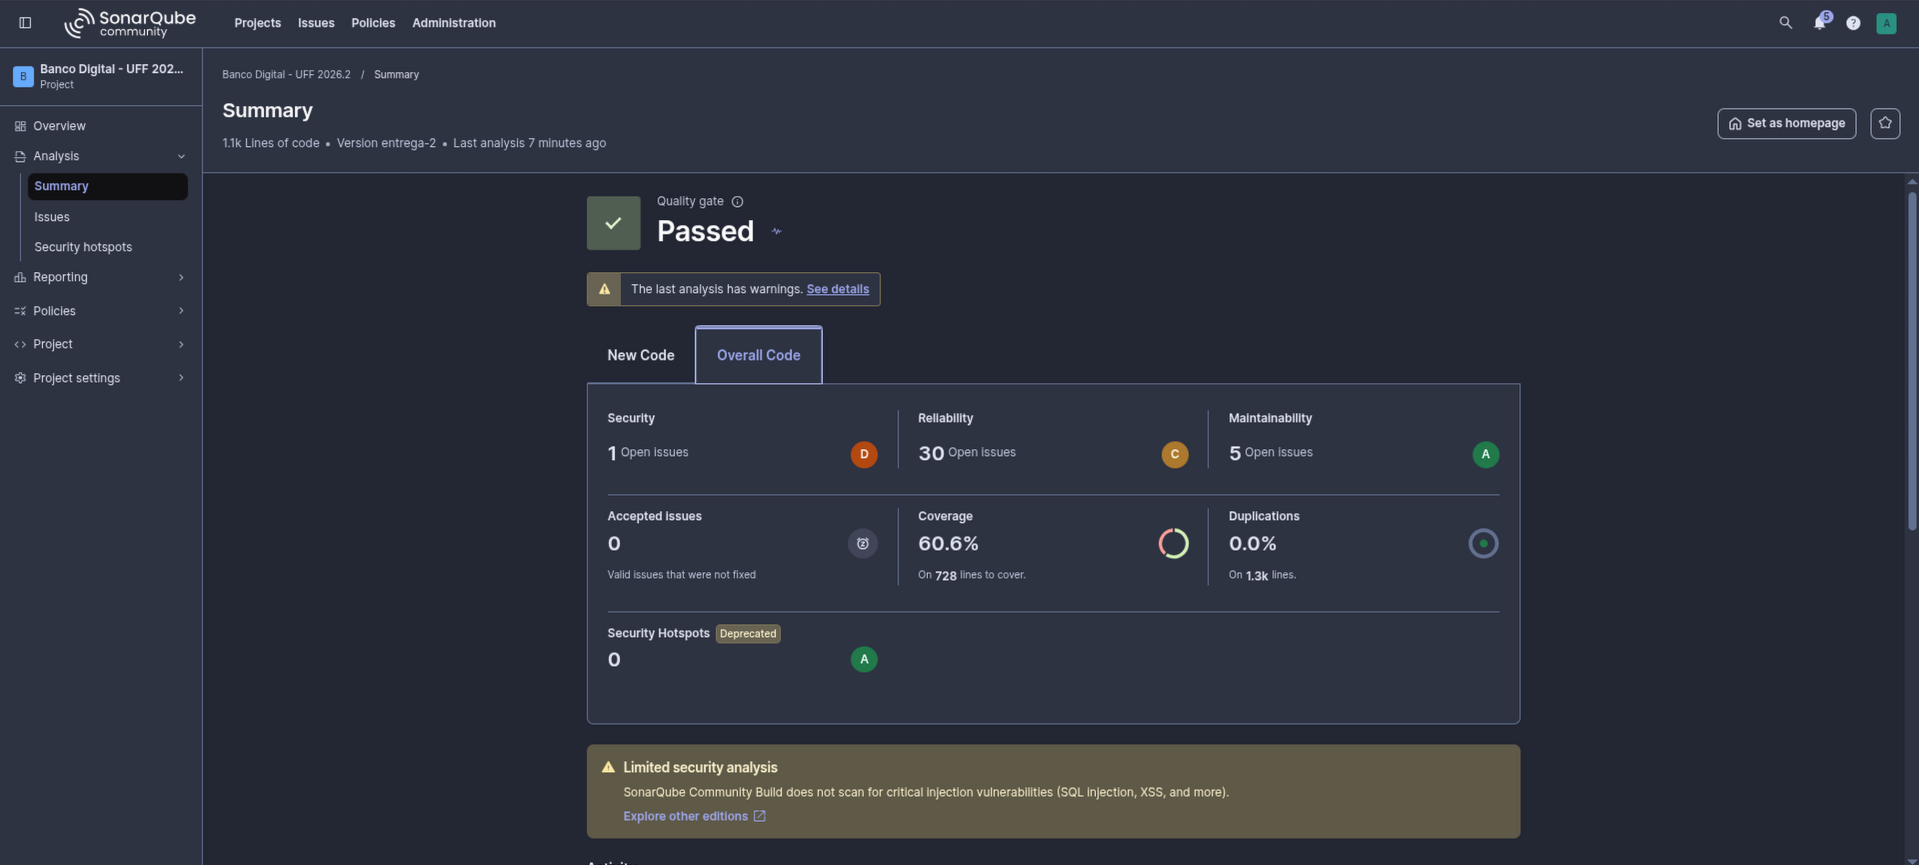 SonarQube community
Projects Issues Policies Administration
5
A
B
Banco Digital - UFF 202...
Project
Overview
Analysis
Summary
Issues
Security hotspots
Reporting
Policies
Project
Project settings
Banco Digital - UFF 2026.2 / Summary
Summary
1.1k Lines of code • Version entrega-2 • Last analysis 7 minutes ago
Set as homepage
Quality gate
Passed
The last analysis has warnings. See details
New Code Overall Code
Security Reliability Maintainability
1 Open issues D 30 Open issues C 5 Open issues A
Accepted issues Coverage Duplications
0 60.6% 0.0%
Valid issues that were not fixed On 728 lines to cover. On 1.3k lines.
Security Hotspots Deprecated
0 A
Limited security analysis
SonarQube Community Build does not scan for critical injection vulnerabilities (SQL injection, XSS, and more).
Explore other editions